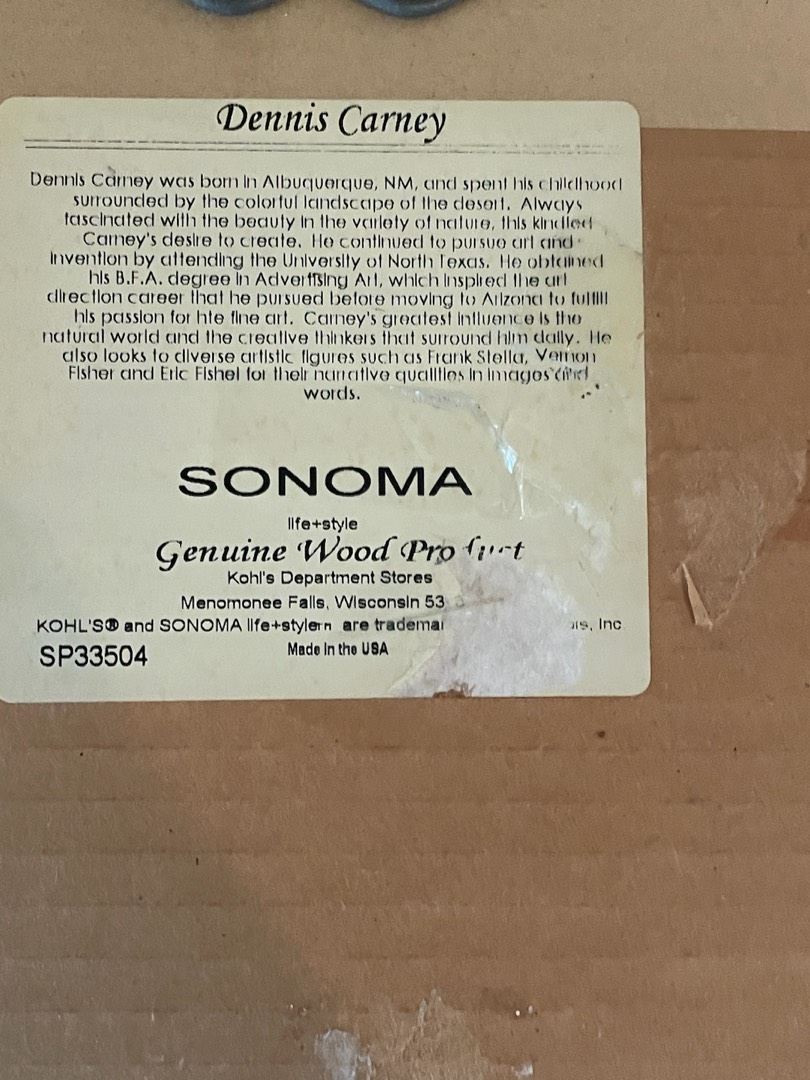 Dennis Carney
Dennis Carney was born in Albuquerque, NM, and spent his childhood
surrounded by the colorful landscape of the desert. Always
fascinated with the beauty in the variety of nature, this kindled
Carney's desire to create. He continued to pursue art and
invention by attending the University of North Texas. He obtained
his B.F.A. degree in Advertising Art, which inspired the art
direction career that he pursued before moving to Arizona to fulfill
his passion for hte fine art. Carney's greatest influence is the
natural world and the creative thinkers that surround him daily. He
also looks to diverse artistic figures such as Frank Stella, Vernon
Fisher and Eric Fishel for their narrative qualities in images and
words.
SONOMA
life+style
Genuine Wood Product
Kohl's Department Stores
Menomonee Falls, Wisconsin 53
KOHL'S® and SONOMA life+style are Inc
SP33504
Made in the USA